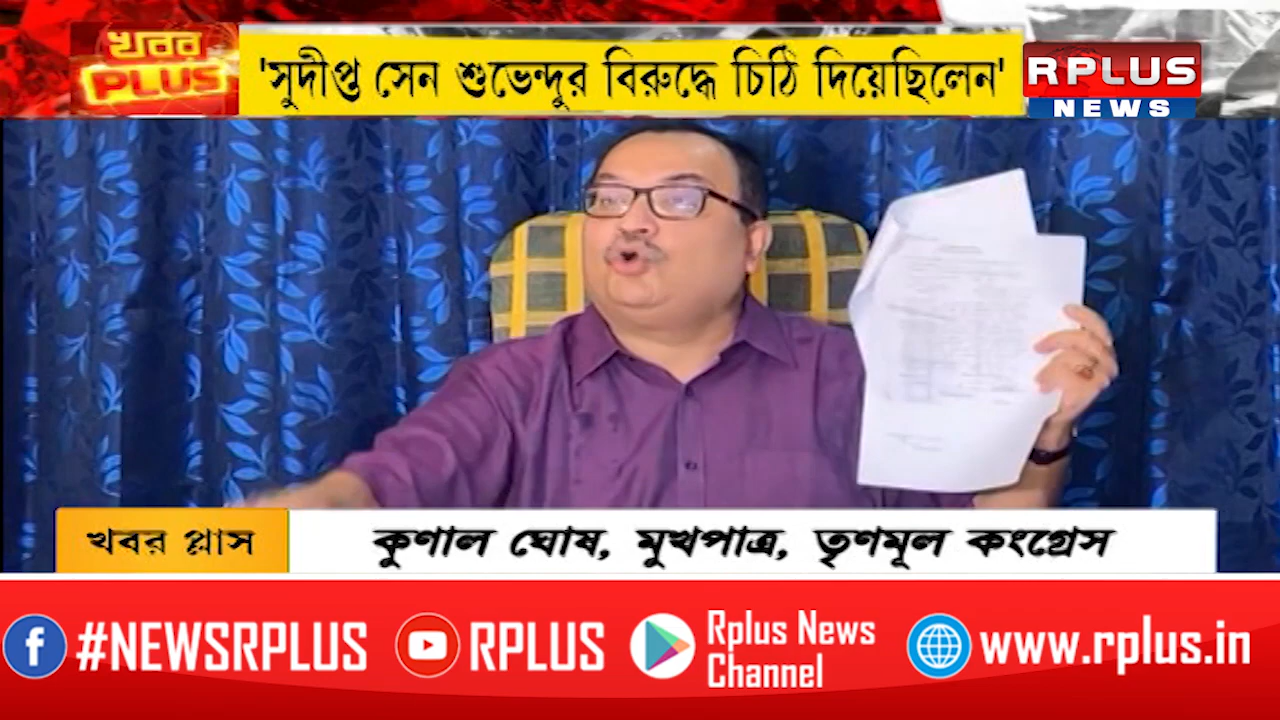 খবর
PLUS
'সুদীপ্ত সেন শুভেন্দুর বিরুদ্ধে চিঠি দিয়েছিলেন'
RPLUS
NEWS
খবর প্লাস
কুণাল ঘোষ, মুখপাত্র, তৃণমূল কংগ্রেস
#NEWSRPLUS
RPLUS
Rplus News
Channel
www.rplus.in